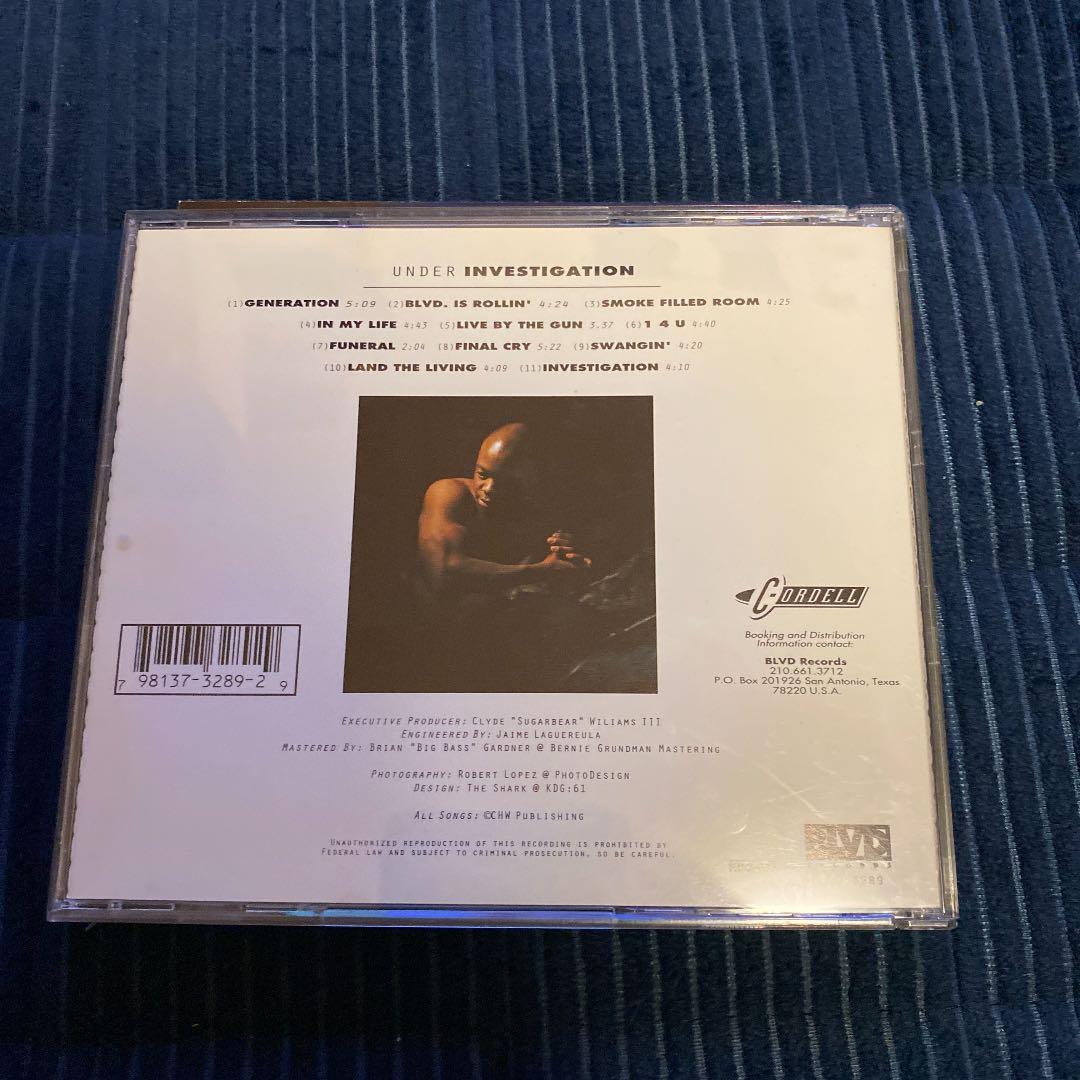 UNDER INVESTIGATION
(1)GENERATION 5:09 (2)BLVD. IS ROLLIN' 4:24 (3)SMOKE FILLED ROOM 4:25
(4)IN MY LIFE 4:43 (5)LIVE BY THE GUN 3.37 (6)1 4 U 4:40
(7)FUNERAL 2:04 (8)FINAL CRY 5:22 (9)SWANGIN' 4:20
(10)LAND THE LIVING 4:09 (11)INVESTIGATION 4:10
C-ORDELL
Booking and Distribution
Information contact:
BLVD Records
210.661.3712
P.O. Box 201926 San Antonio, Texas
78220 U.S.A.
7 98137-3289-2 9
EXECUTIVE PRODUCER: CLYDE "SUGARBEAR" WILIAMS III
ENGINEERED BY: JAIME LAGUEREULA
MASTERED BY: BRIAN "BIG BASS" GARDNER @ BERNIE GRUNDMAN MASTERING
PHOTOGRAPHY: ROBERT LOPEZ @ PHOTODESIGN
DESIGN: THE SHARK @ KDG:61
ALL SONGS: ©CHW PUBLISHING
UNAUTHORIZED REPRODUCTION OF THIS RECORDING IS PROHIBITED BY
FEDERAL LAW AND SUBJECT TO CRIMINAL PROSECUTION, SO BE CAREFUL.
BLVD